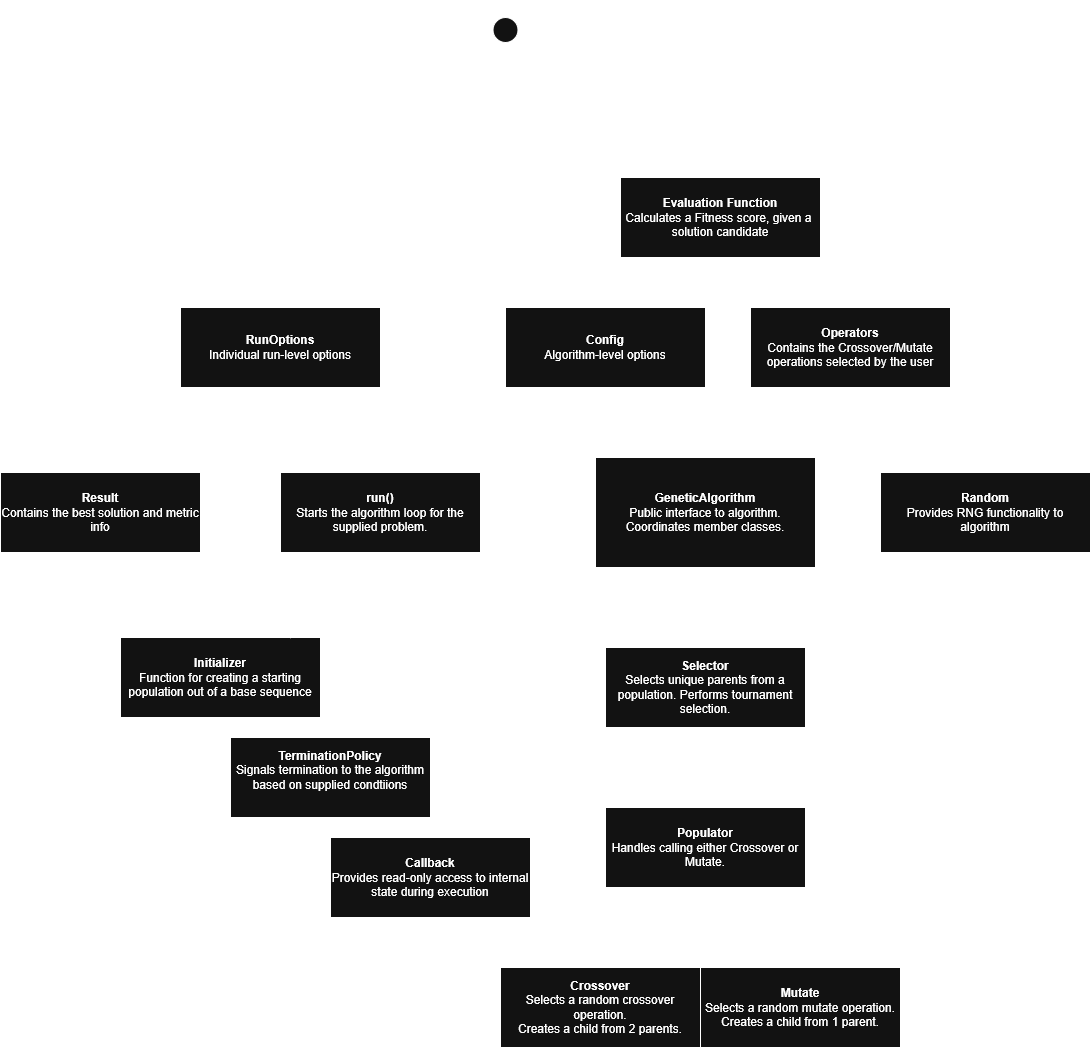 Evaluation Function
Calculates a Fitness score, given a
solution candidate
RunOptions
Individual run-level options
Config
Algorithm-level options
Operators
Contains the Crossover/Mutate
operations selected by the user
Result
Contains the best solution and metric
info
run()
Starts the algorithm loop for the
supplied problem.
GeneticAlgorithm
Public interface to algorithm.
Coordinates member classes.
Random
Provides RNG functionality to
algorithm
Initializer
Function for creating a starting
population out of a base sequence
Selector
Selects unique parents from a
population. Performs tournament
selection.
TerminationPolicy
Signals termination to the algorithm
based on supplied condtiions
Populator
Handles calling either Crossover or
Mutate.
Callback
Provides read-only access to internal
state during execution
Crossover
Selects a random crossover
operation.
Creates a child from 2 parents.
Mutate
Selects a random mutate operation.
Creates a child from 1 parent.